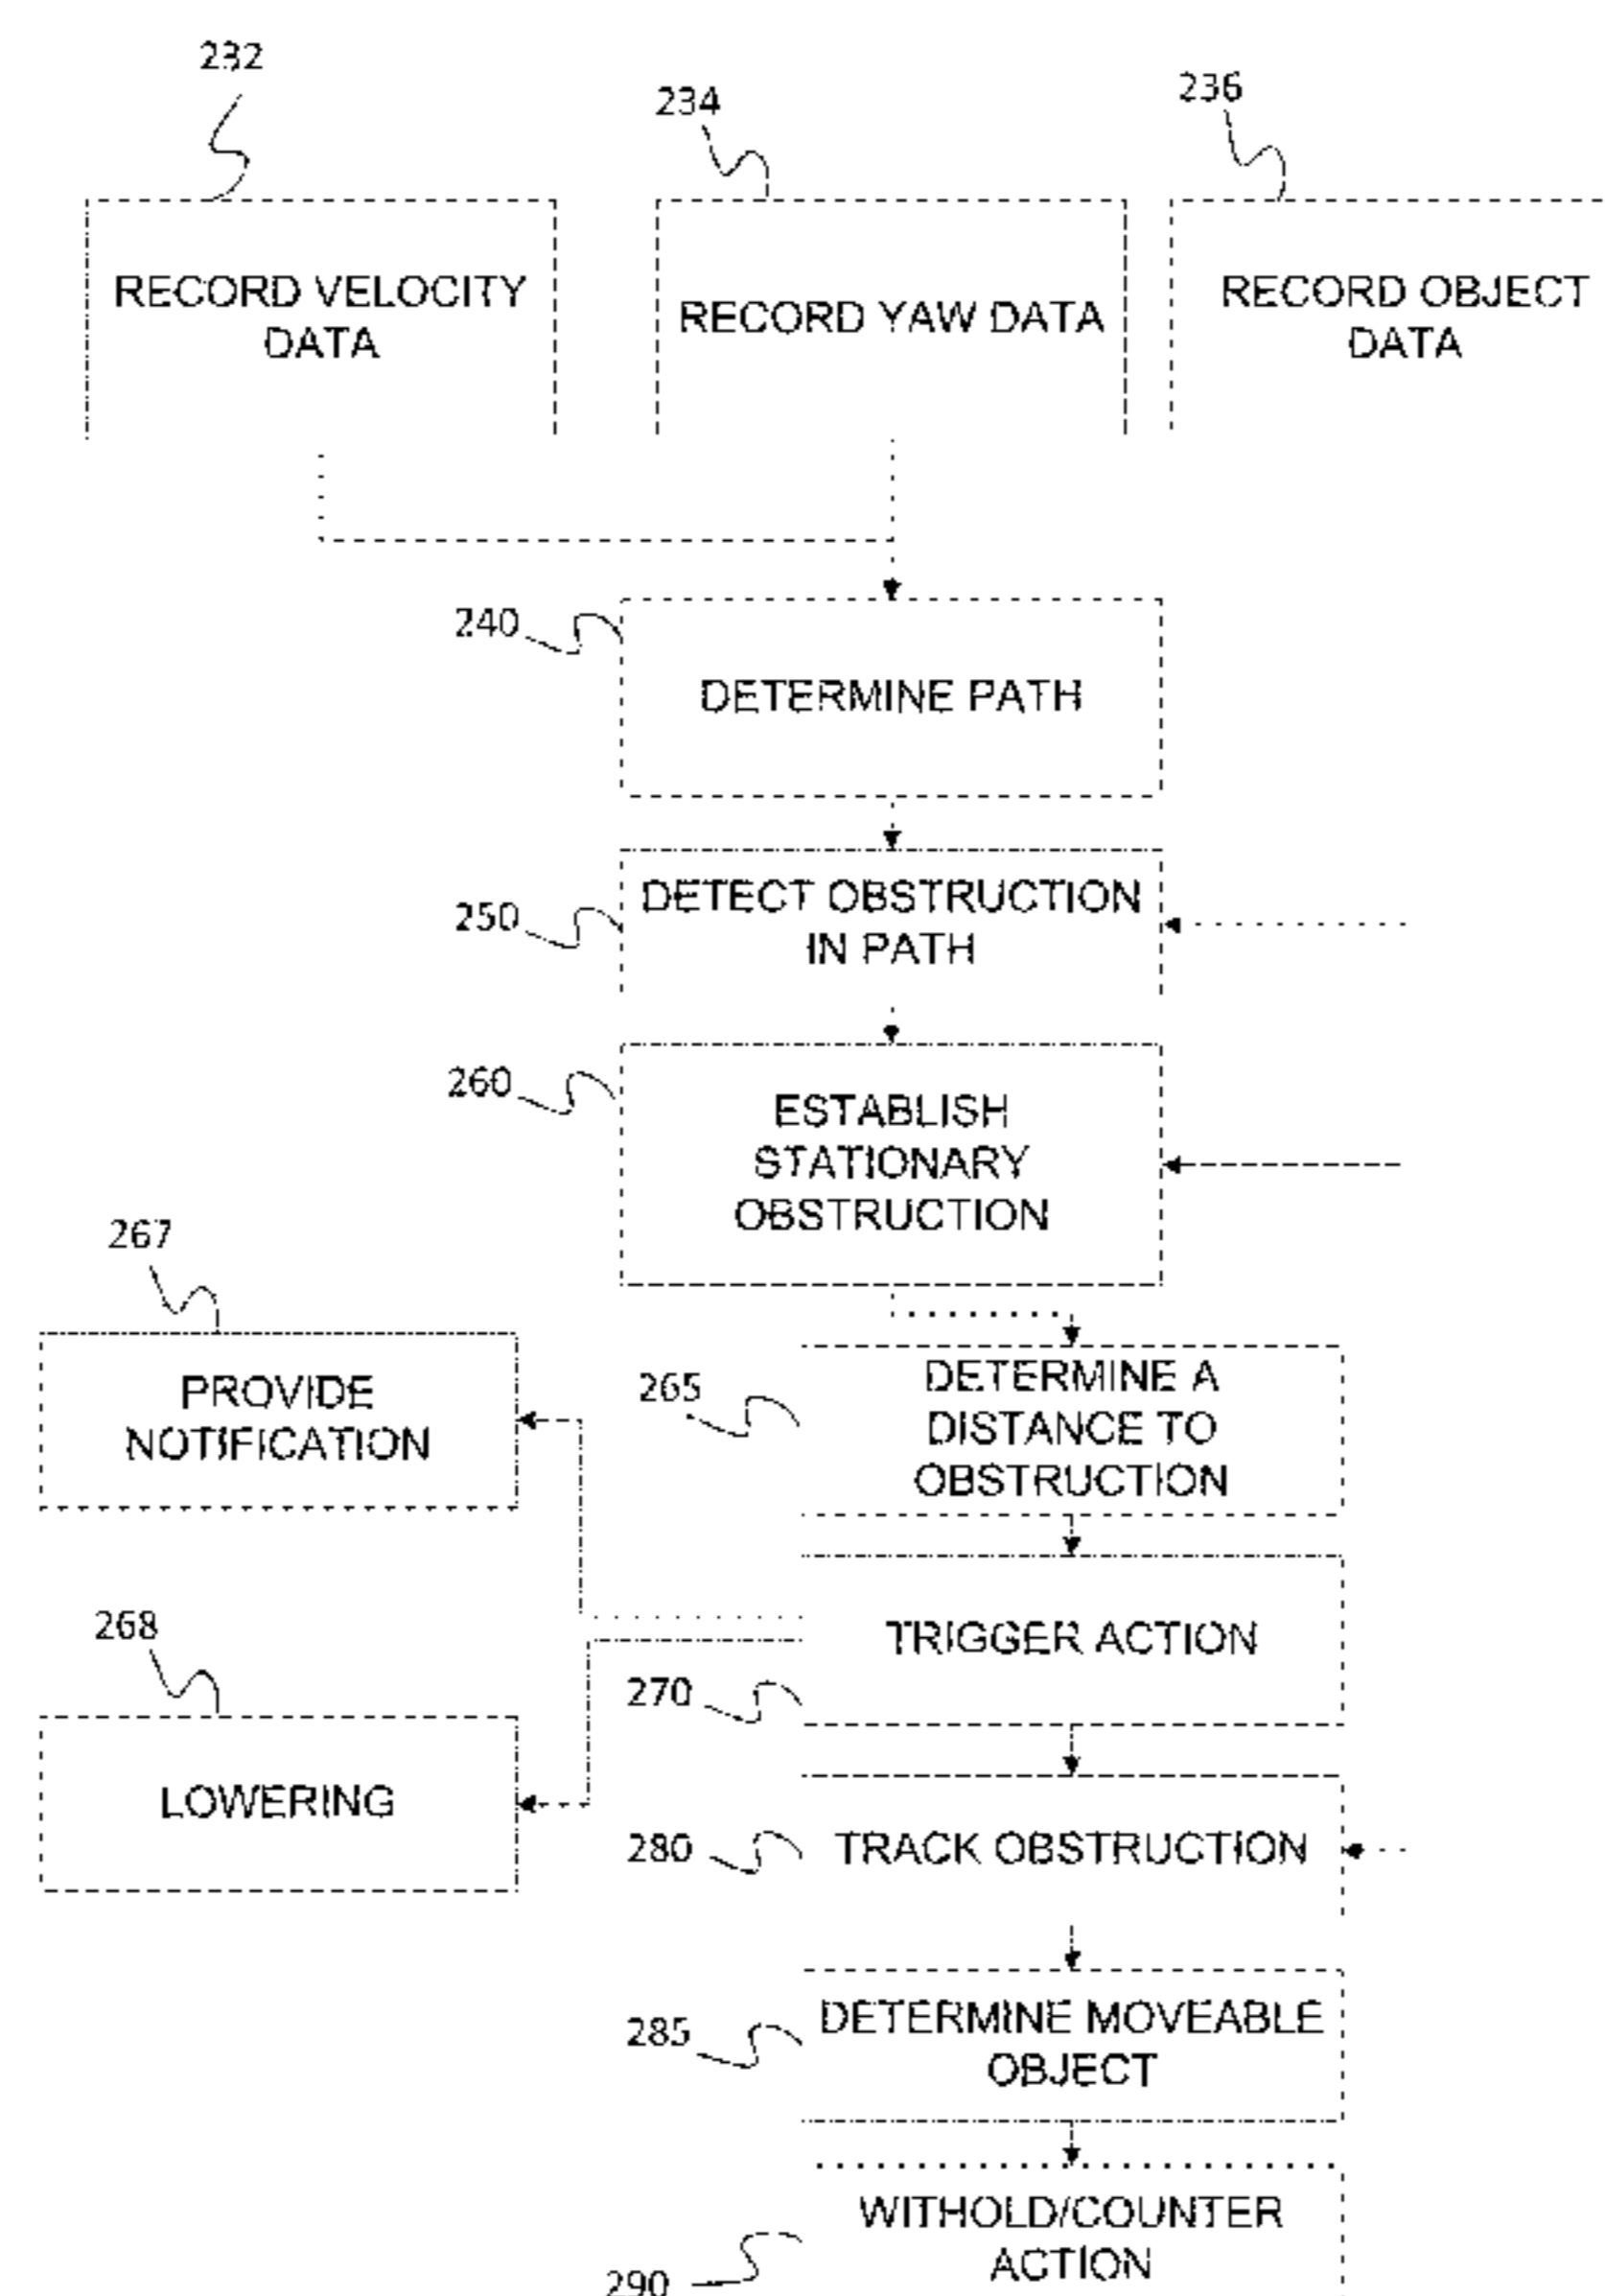 232
234
236
RECORD VELOCITY
DATA
RECORD YAW DATA
RECORD OBJECT
DATA
240
DETERMINE PATH
250
DETECT OBSTRUCTION
IN PATH
260
ESTABLISH
STATIONARY
OBSTRUCTION
267
PROVIDE
NOTIFICATION
265
DETERMINE A
DISTANCE TO
OBSTRUCTION
268
TRIGGER ACTION
270
LOWERING
280
TRACK OBSTRUCTION
285
DETERMINE MOVEABLE
OBJECT
WITHOLD/COUNTER
ACTION
290